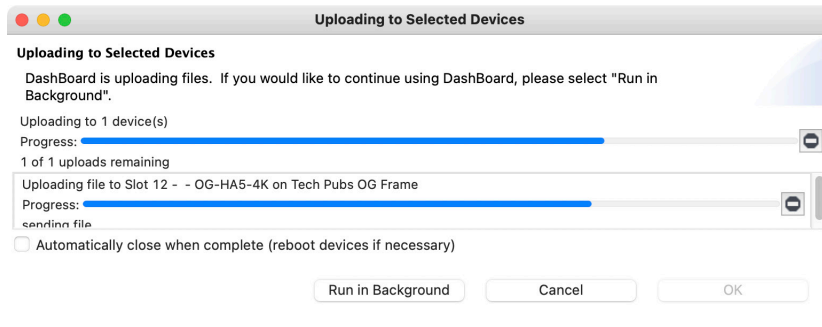 Uploading to Selected Devices
Uploading to Selected Devices
DashBoard is uploading files.  If you would like to continue using DashBoard, please select "Run in
Background".
Uploading to 1 device(s)
Progress:
1 of 1 uploads remaining
Uploading file to Slot 12 -  - OG-HA5-4K on Tech Pubs OG Frame
Progress:
sending file
Automatically close when complete (reboot devices if necessary)
Run in Background Cancel OK